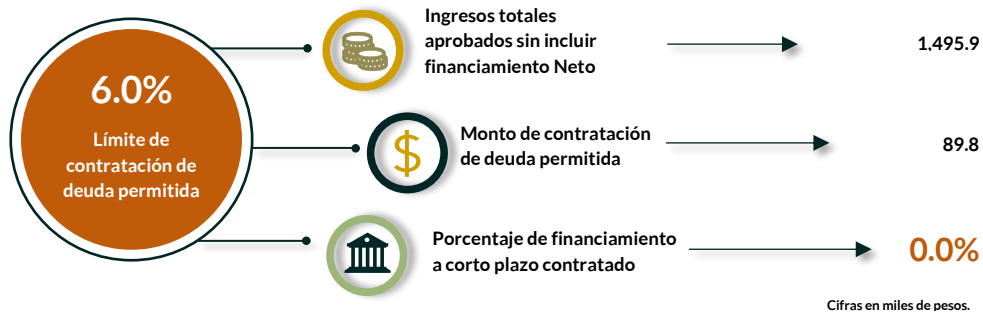 6.0%
Límite de
contratación de
deuda permitida
Ingresos totales
aprobados sin incluir
financiamiento Neto
1,495.9
$
Monto de contratación
de deuda permitida
89.8
Porcentaje de financiamiento
a corto plazo contratado
0.0%
Cifras en miles de pesos.